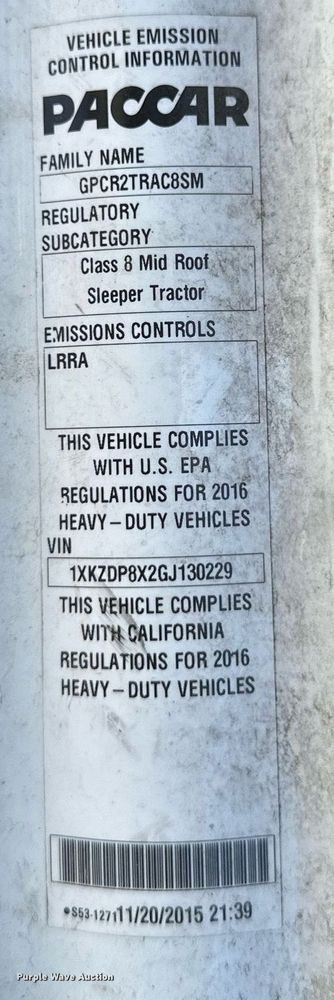 VEHICLE EMISSION
CONTROL INFORMATION
PACCAR
FAMILY NAME
GPCR2TRAC8SM
REGULATORY
SUBCATEGORY
Class 8 Mid Roof
Sleeper Tractor
EMISSIONS CONTROLS
LRRA
THIS VEHICLE COMPLIES
WITH U.S. EPA
REGULATIONS FOR 2016
HEAVY-DUTY VEHICLES
VIN
1XKZDP8X2GJ130229
THIS VEHICLE COMPLIES
WITH CALIFORNIA
REGULATIONS FOR 2016
HEAVY-DUTY VEHICLES
•S53-1271 11/20/2015 21:39
Purple Wave Auction